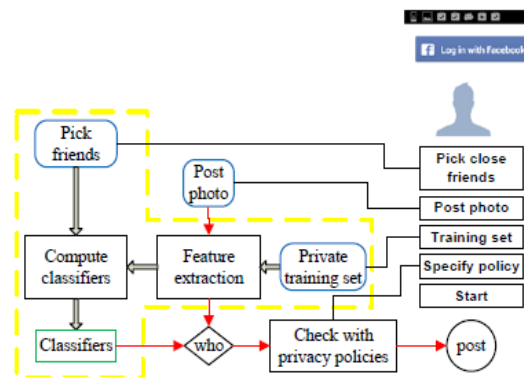 Log in with Facebook
Pick
friends
Pick close
friends
Post
photo
Post photo
Training set
Compute
classifiers
Feature
extraction
Private
training set
Specify policy
Start
Classifiers
who
Check with
privacy policies
post